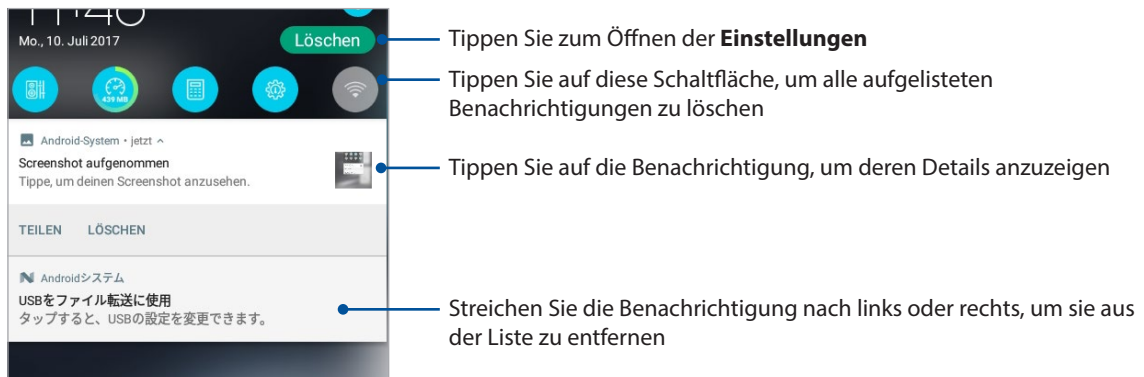 11:46
Mo., 10. Juli 2017
Löschen
Tippen Sie zum Öffnen der Einstellungen
439 MB
Tippen Sie auf diese Schaltfläche, um alle aufgelisteten
Benachrichtigungen zu löschen
Android-System • jetzt
Screenshot aufgenommen
Tippe, um deinen Screenshot anzusehen.
Tippen Sie auf die Benachrichtigung, um deren Details anzuzeigen
TEILEN LÖSCHEN
Androidシステム
USBをファイル転送に使用
タップすると、USBの設定を変更できます。
Streichen Sie die Benachrichtigung nach links oder rechts, um sie aus
der Liste zu entfernen